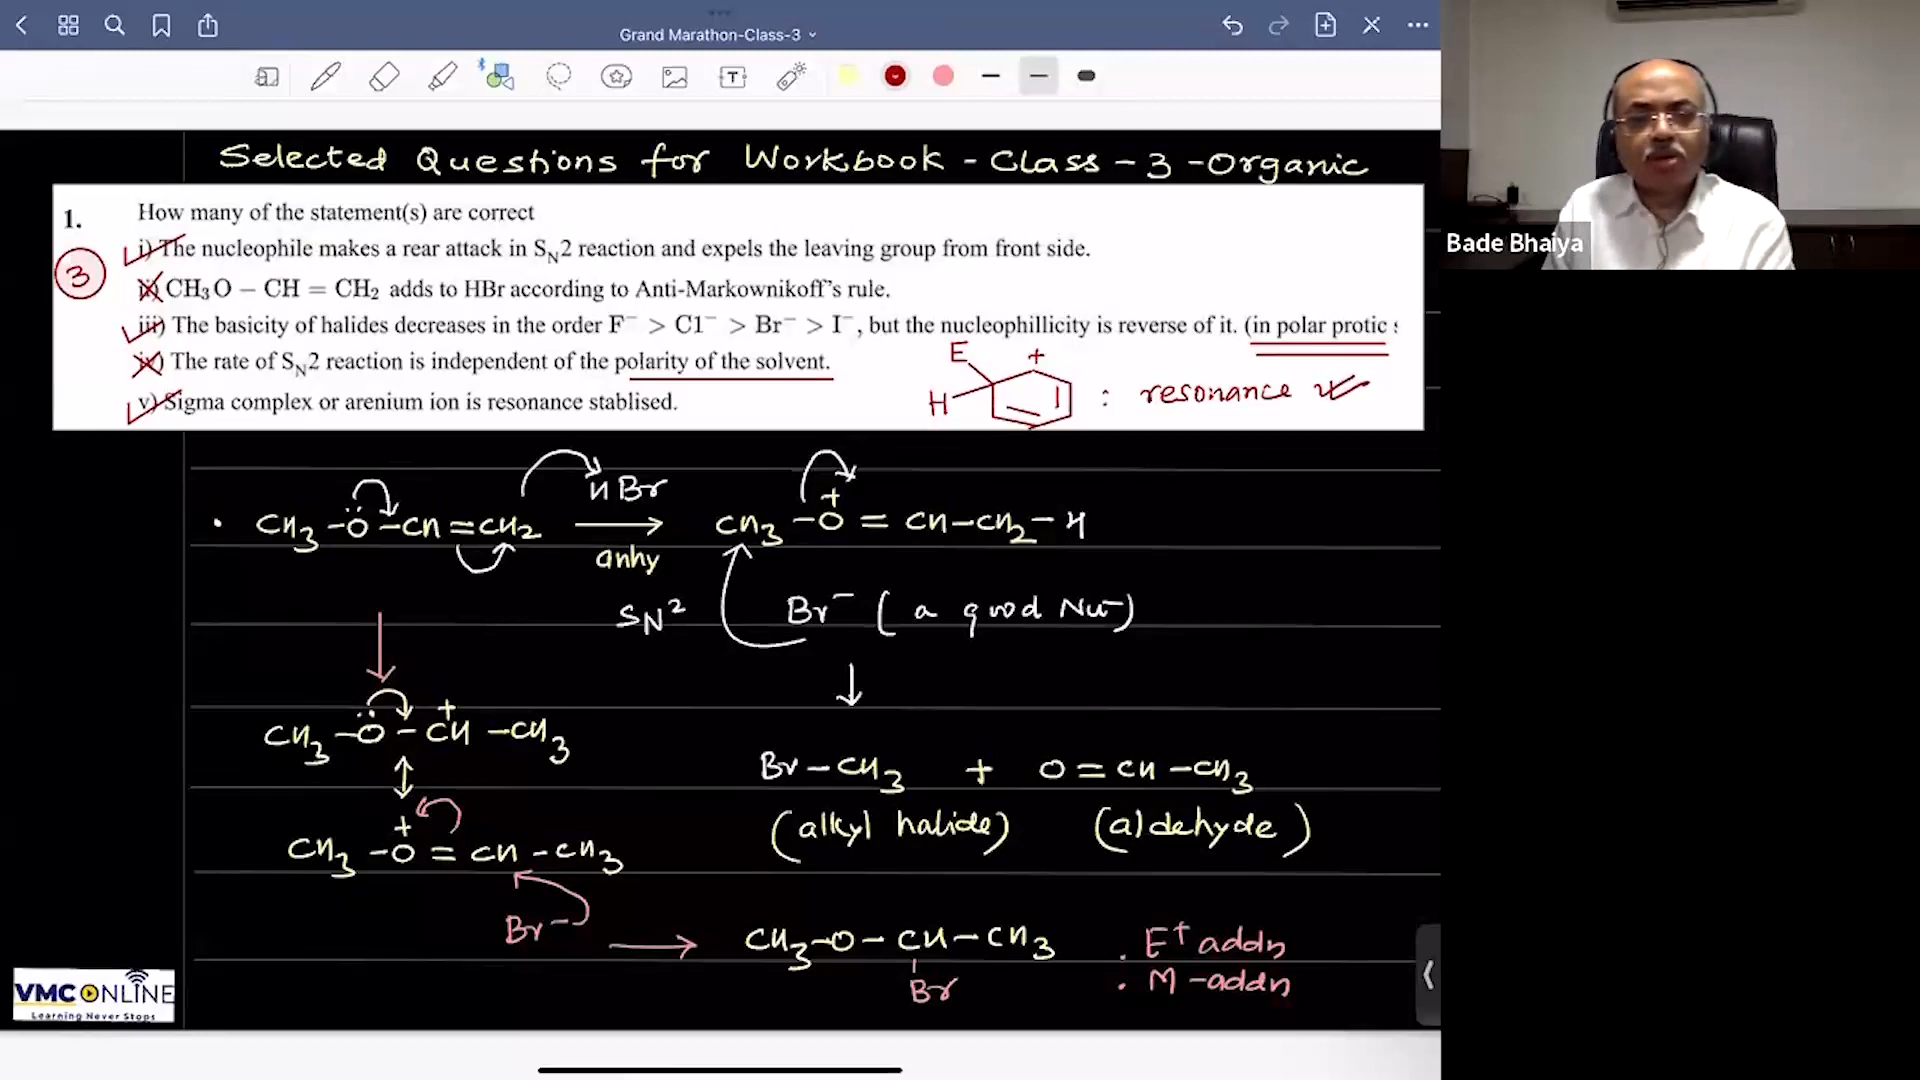 Grand Marathon-Class-3
Selected Questions for Workbook - Class - 3 - Organic
1. How many of the statement(s) are correct
3
i) The nucleophile makes a rear attack in SN2 reaction and expels the leaving group from front side.
ii) CH3O – CH = CH2 adds to HBr according to Anti-Markownikoff's rule.
iii) The basicity of halides decreases in the order F⁻ > C1⁻ > Br⁻ > I⁻, but the nucleophillicity is reverse of it. (in polar protic s
iv) The rate of SN2 reaction is independent of the polarity of the solvent.
v) Sigma complex or arenium ion is resonance stablised.
E +
H : resonance
HBr
· CH3 –Ö –CH =CH2 → CH3 –O⁺ = CH–CH2–H
anhy
SN2 Br⁻ ( a good Nu⁻)
CH3 –Ö – C⁺H –CH3
Br–CH3 + O = CH –CH3
(alkyl halide) (aldehyde)
CH3 –O⁺ = CH –CH3
Br⁻ → CH3–O– CH–CH3
Br
. E⁺ addn
. M –addn
VMC ONLINE
Learning Never Stops
Bade Bhaiya